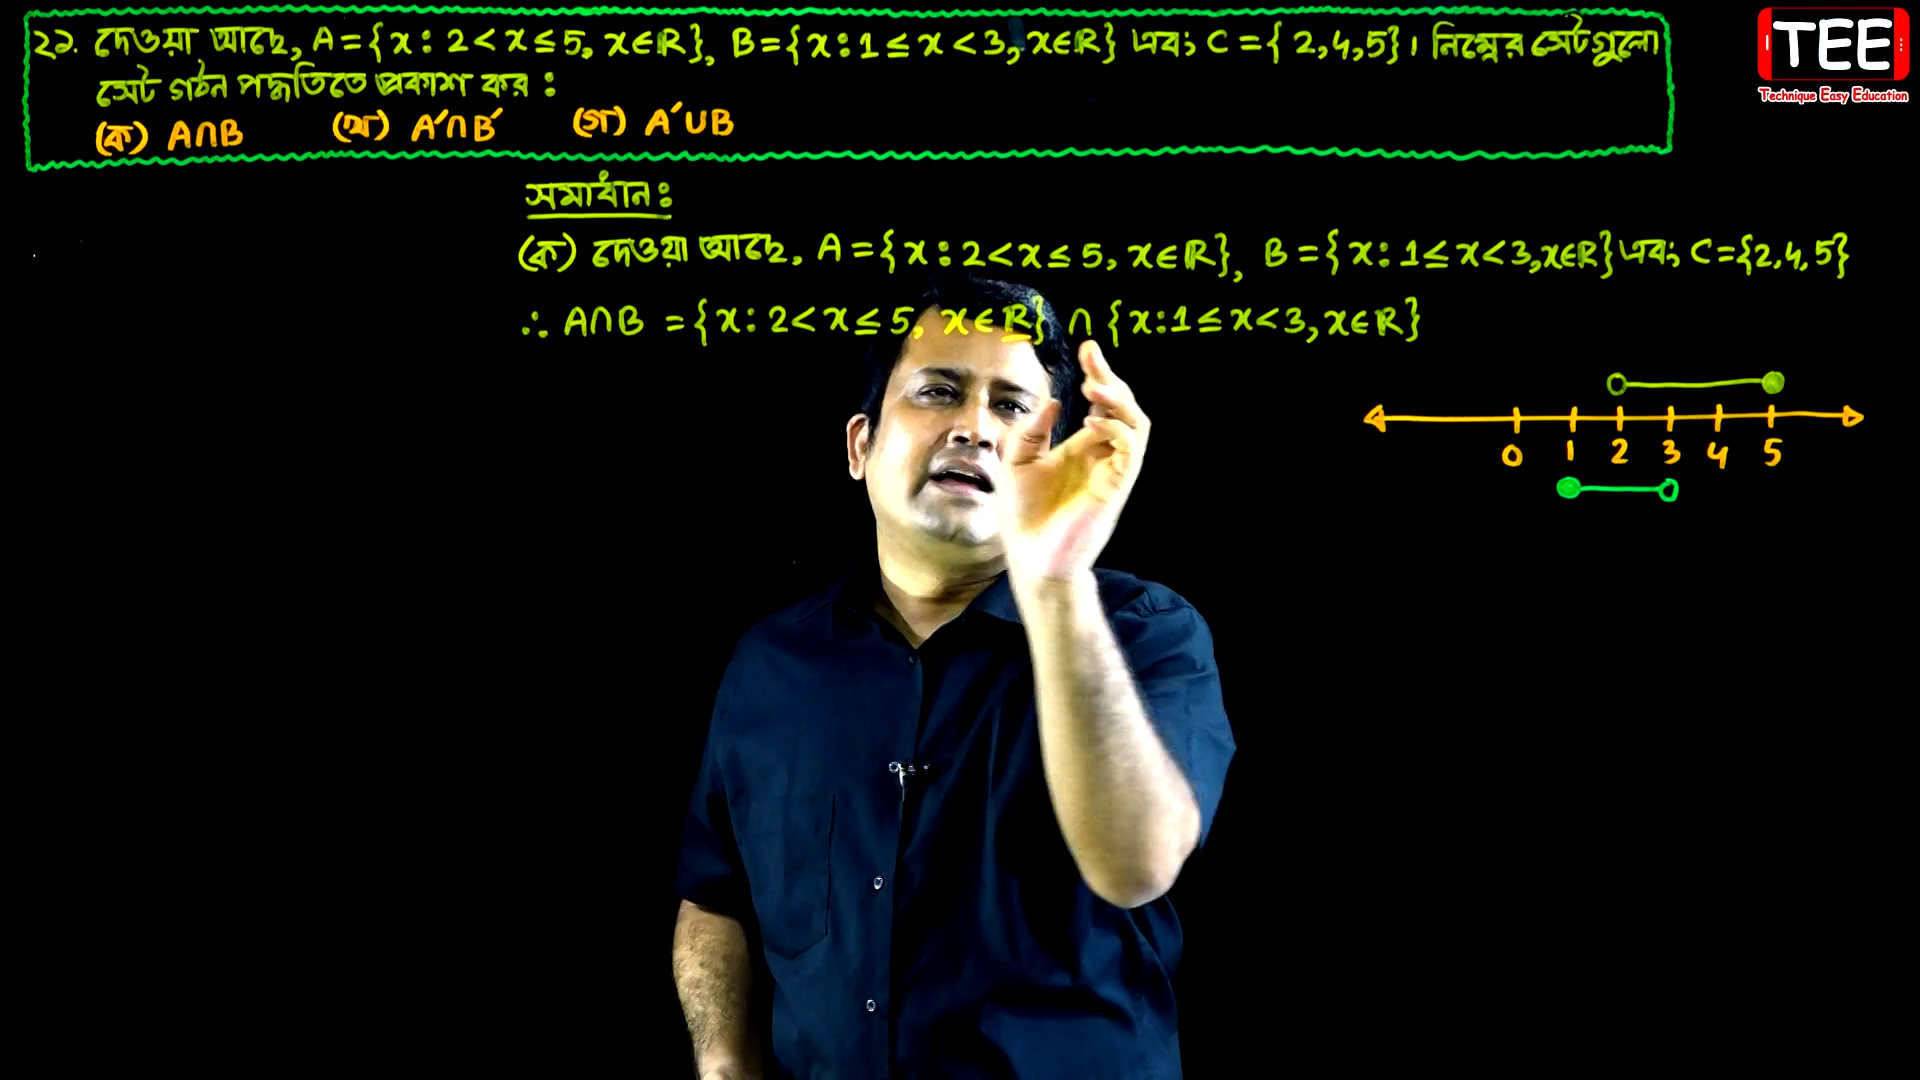 ২১. দেওয়া আছে, A = {x : 2 < x ≤ 5, x ∈ R}, B = {x : 1 ≤ x < 3, x ∈ R} এবং C = { 2, 4, 5} । নিম্নের সেটগুলো
সেট গঠন পদ্ধতিতে প্রকাশ কর :
(ক) A∩B (খ) A′∩B′ (গ) A′∪B
TEE
Technique Easy Education
সমাধান :
(ক) দেওয়া আছে, A = {x : 2 < x ≤ 5, x ∈ R}, B = {x : 1 ≤ x < 3, x ∈ R} এবং C = {2, 4, 5}
∴ A∩B = {x : 2 < x ≤ 5, x ∈ R} ∩ {x : 1 ≤ x < 3, x ∈ R}
0 1 2 3 4 5